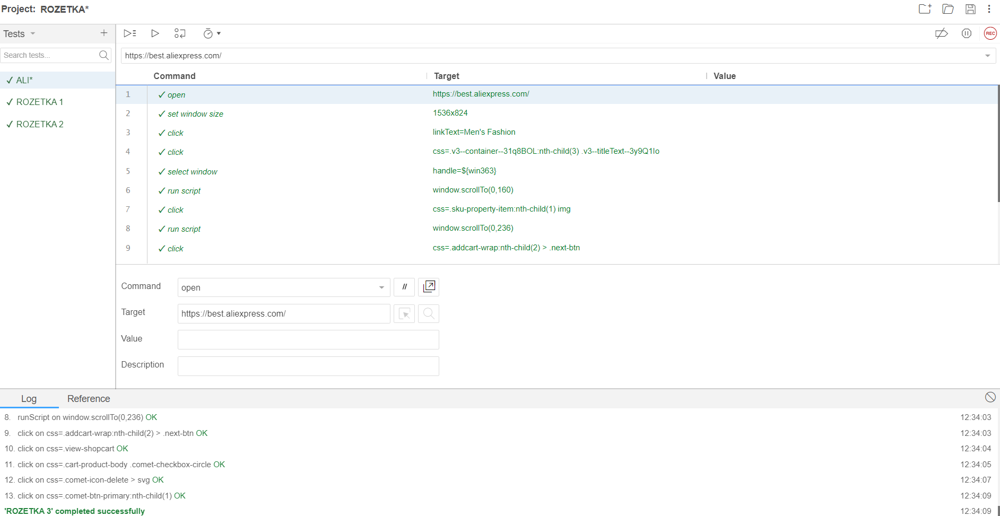 Project: ROZETKA*
Tests
Search tests...
ALI*
ROZETKA 1
ROZETKA 2
REC
https://best.aliexpress.com/
Command Target Value
1 open https://best.aliexpress.com/
2 set window size 1536x824
3 click linkText=Men's Fashion
4 click css=.v3--container--31q8BOL:nth-child(3) .v3--titleText--3y9Q1Io
5 select window handle=${win363}
6 run script window.scrollTo(0,160)
7 click css=.sku-property-item:nth-child(1) img
8 run script window.scrollTo(0,236)
9 click css=.addcart-wrap:nth-child(2) > .next-btn
Command open //
Target https://best.aliexpress.com/
Value
Description
Log Reference
8. runScript on window.scrollTo(0,236) OK 12:34:03
9. click on css=.addcart-wrap:nth-child(2) > .next-btn OK 12:34:03
10. click on css=.view-shopcart OK 12:34:04
11. click on css=.cart-product-body .comet-checkbox-circle OK 12:34:05
12. click on css=.comet-icon-delete > svg OK 12:34:07
13. click on css=.comet-btn-primary:nth-child(1) OK 12:34:09
'ROZETKA 3' completed successfully 12:34:09